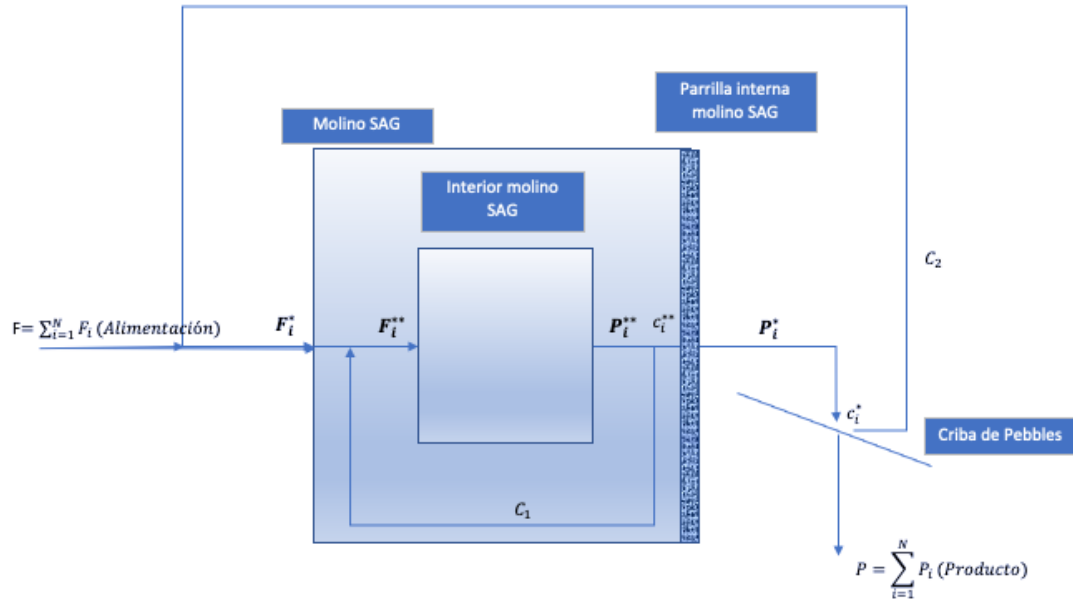 Parrilla interna
molino SAG
Molino SAG
Interior molino
SAG
C₂
F= ∑ᵢ₌₁ᴺ Fᵢ (Alimentación)
Fᵢ*
Fᵢ**
Pᵢ**
cᵢ**
Pᵢ*
cᵢ*
Criba de Pebbles
C₁
P = ∑ᵢ₌₁ᴺ Pᵢ (Producto)